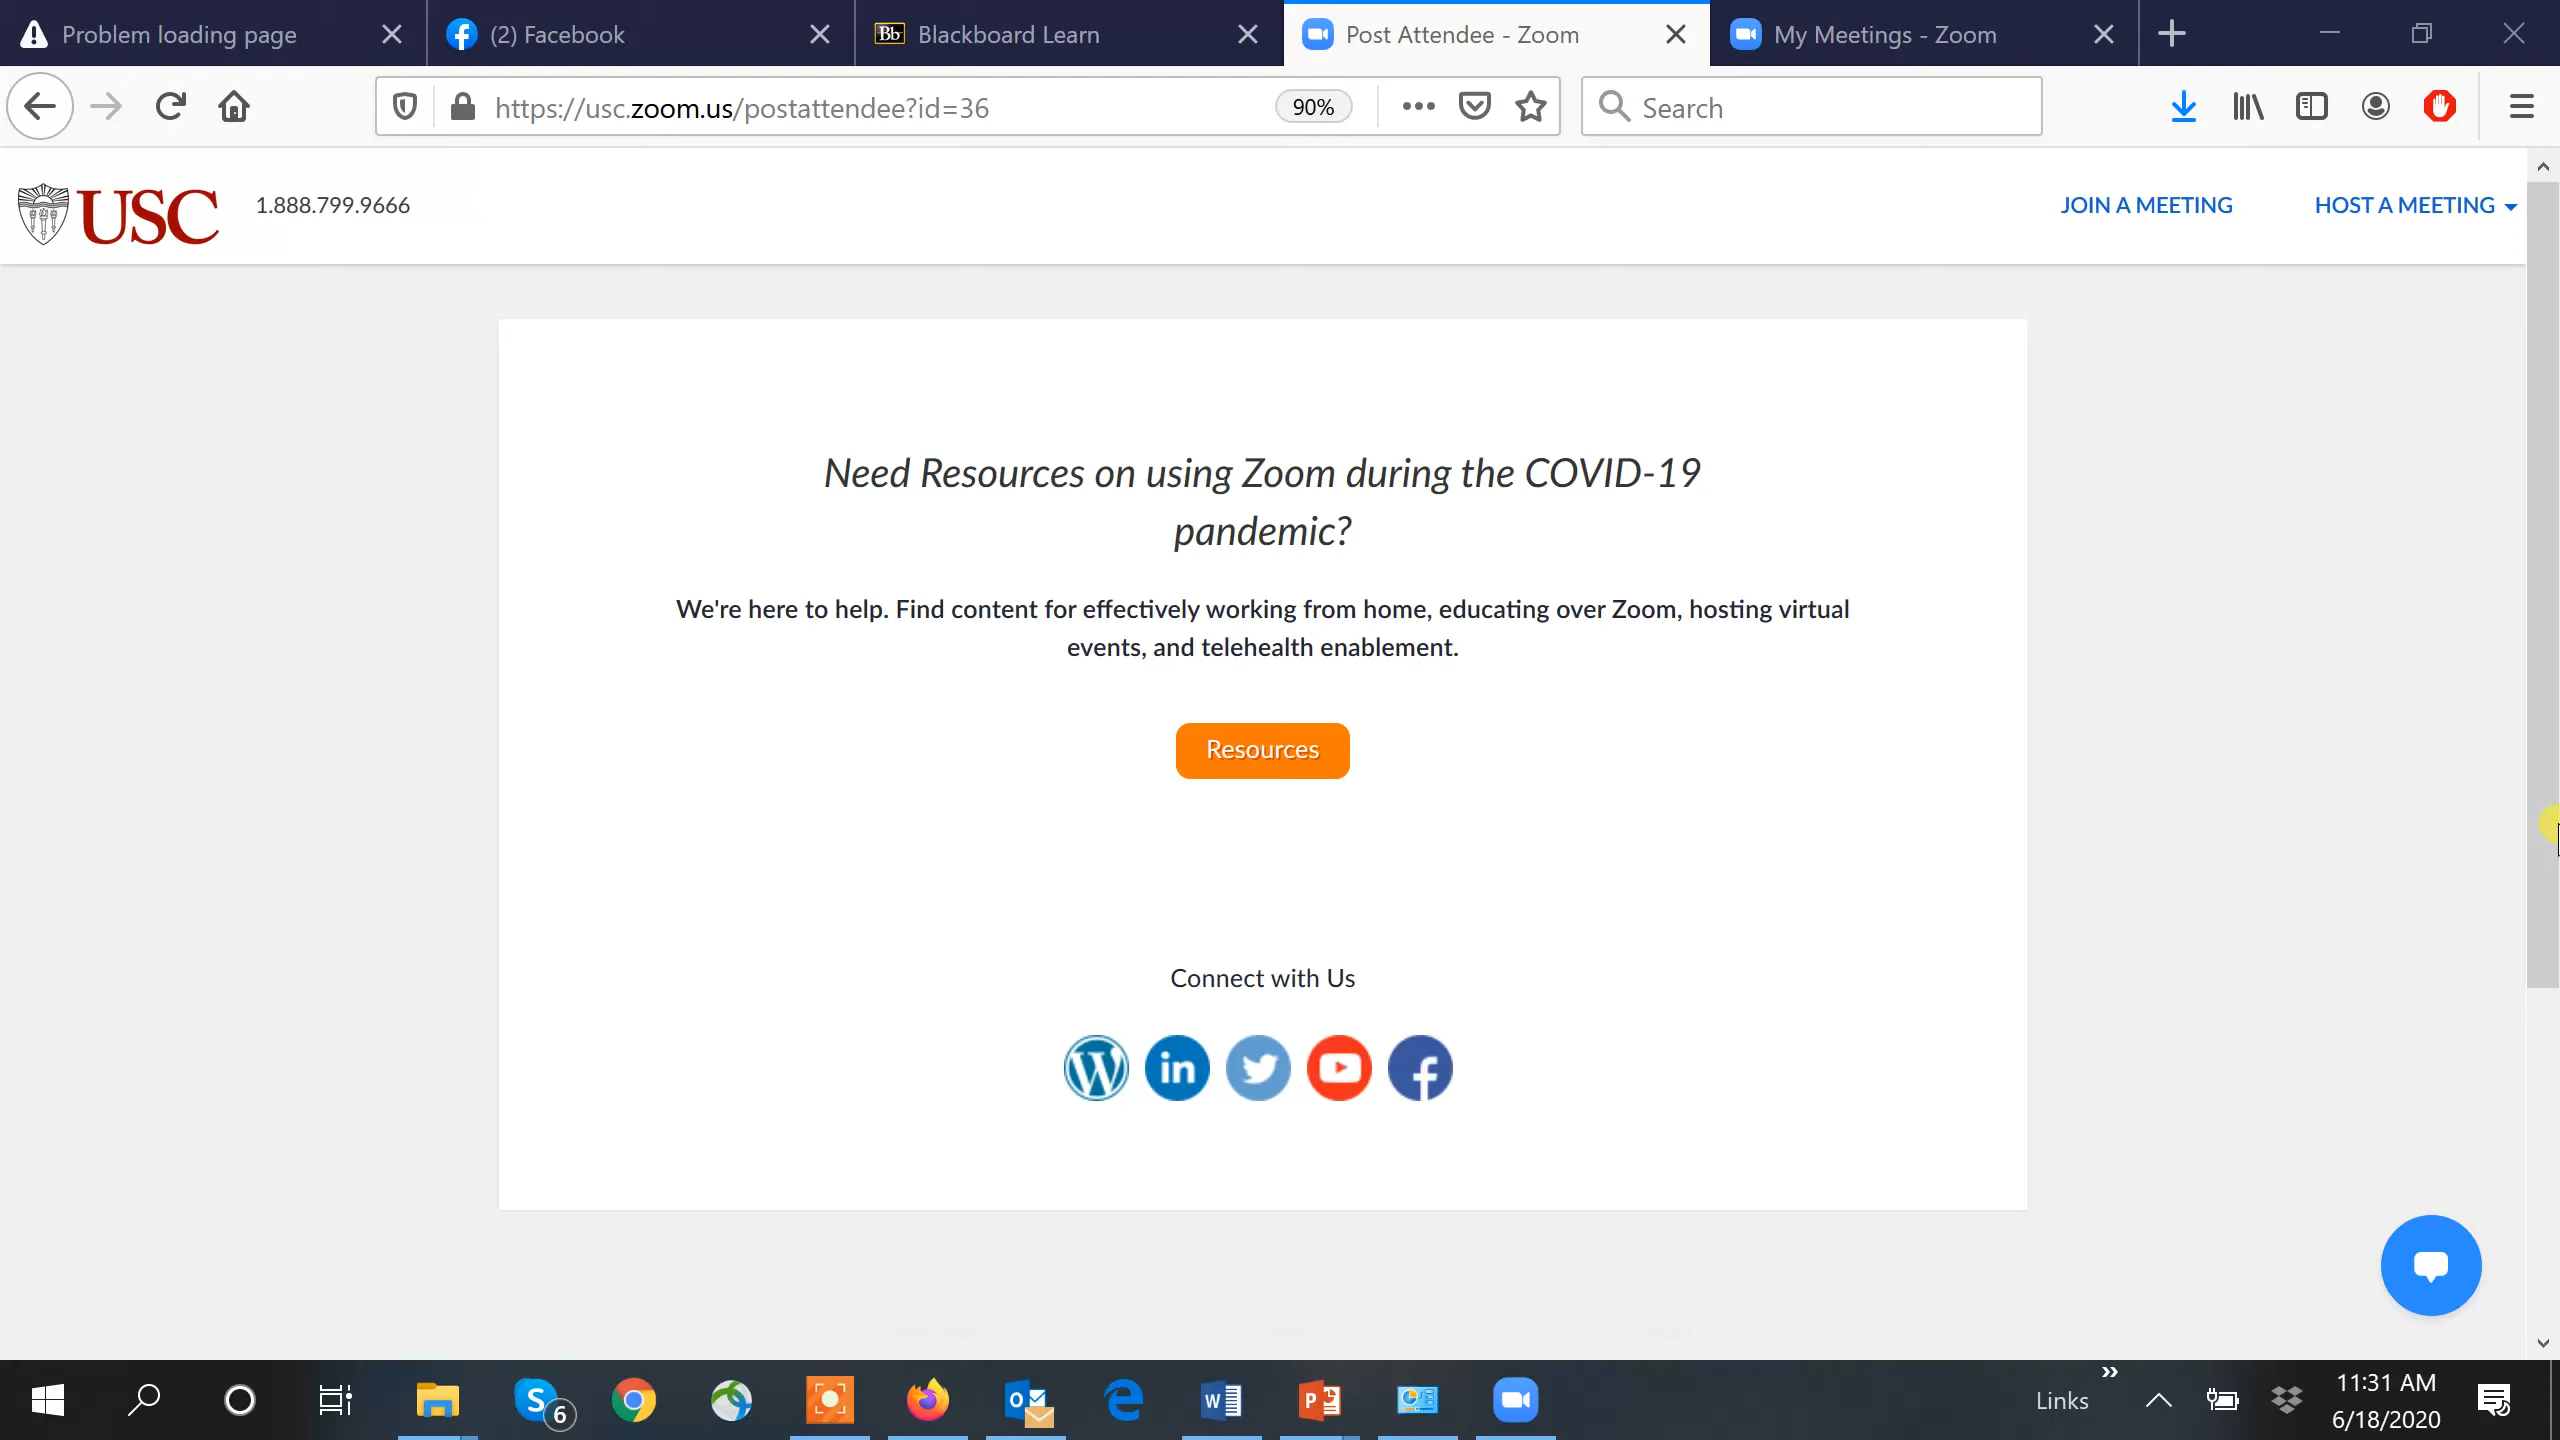 Problem loading page
(2) Facebook
Bb Blackboard Learn
Post Attendee - Zoom
My Meetings - Zoom
https://usc.zoom.us/postattendee?id=36
90%
Search
USC
1.888.799.9666
JOIN A MEETING
HOST A MEETING
Need Resources on using Zoom during the COVID-19
pandemic?
We're here to help. Find content for effectively working from home, educating over Zoom, hosting virtual
events, and telehealth enablement.
Resources
Connect with Us
Links
11:31 AM
6/18/2020
6